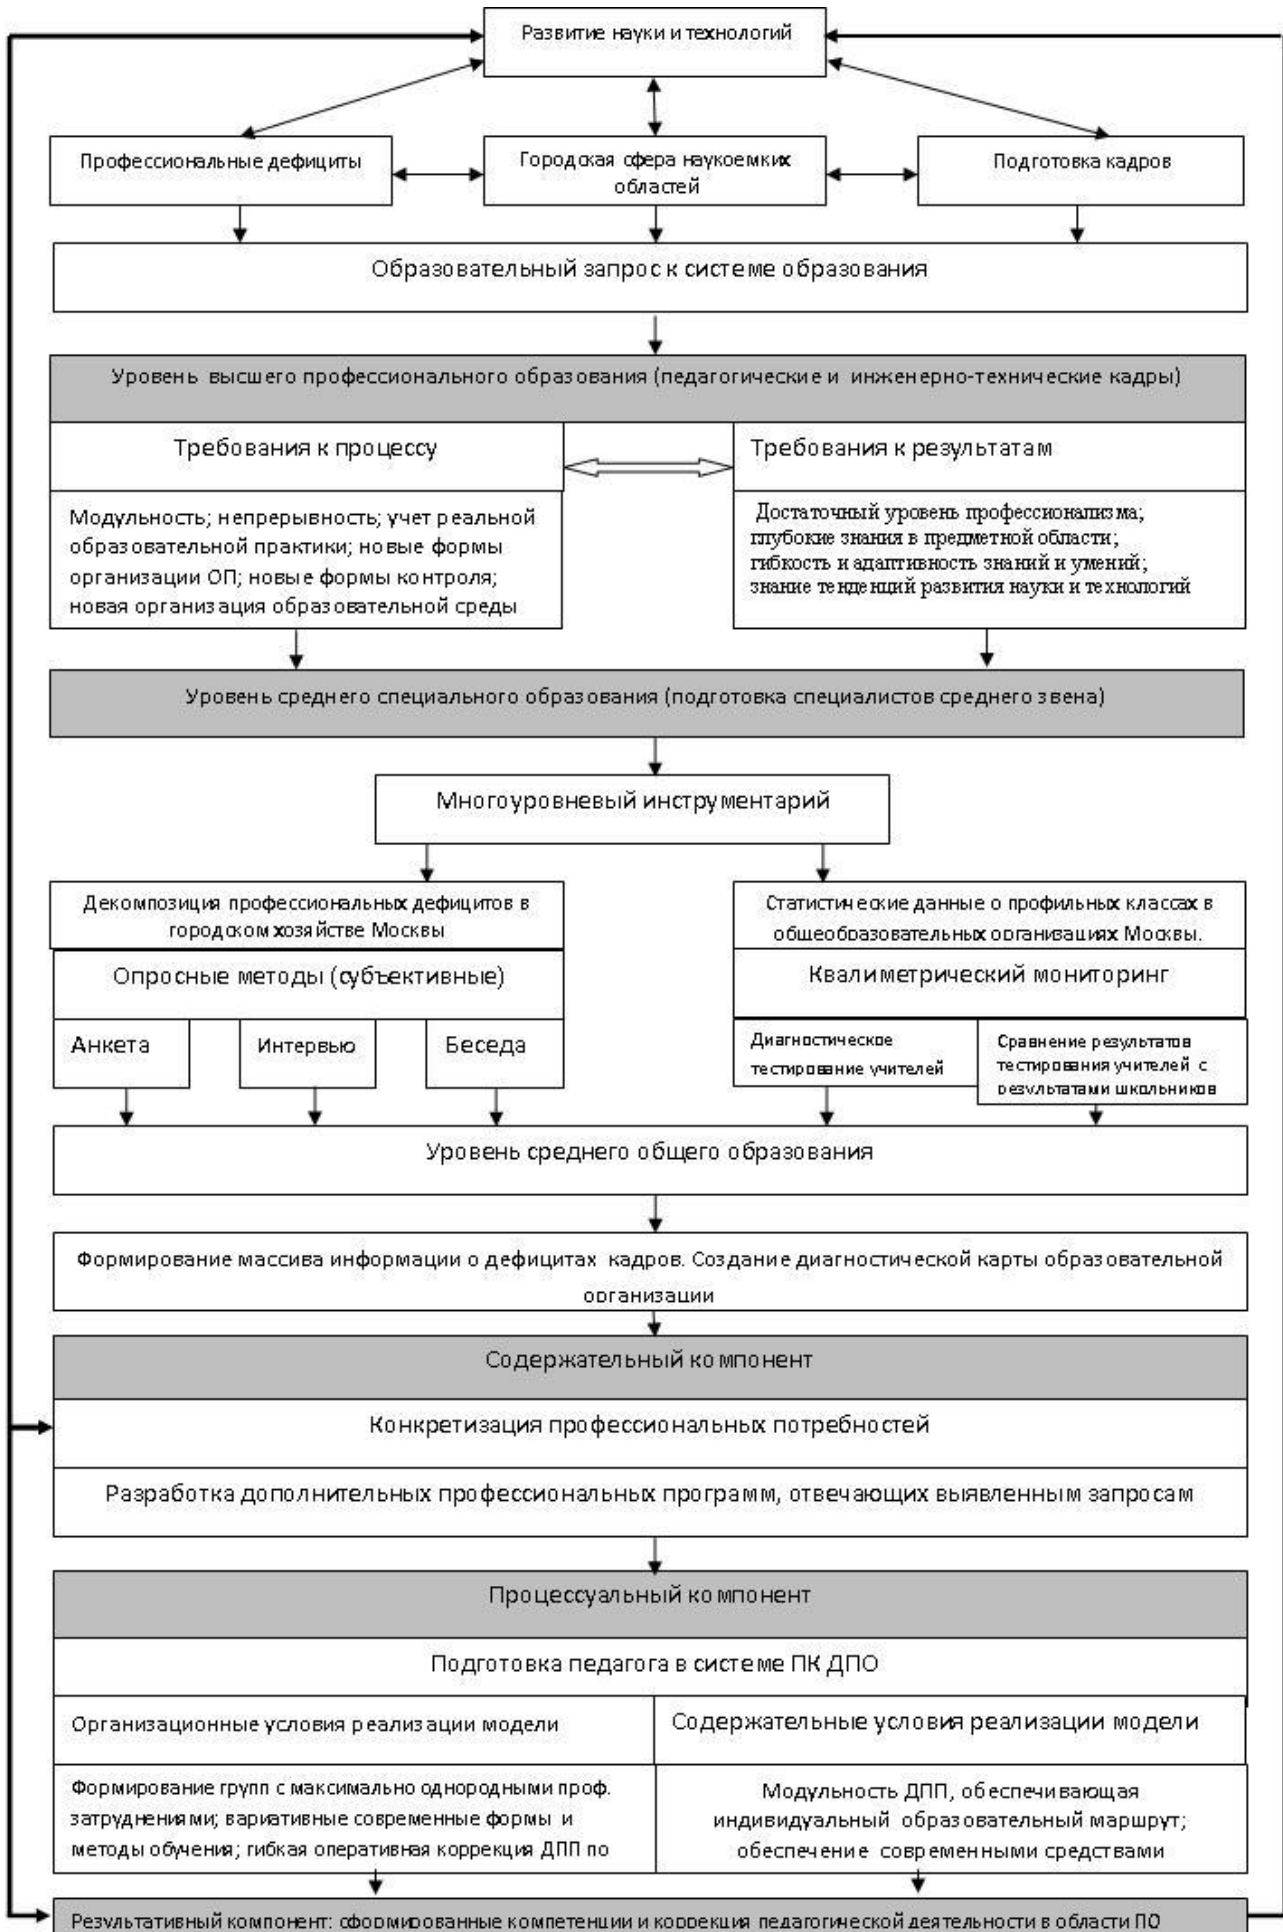 Развитие науки и технологий
Профессиональные дефициты
Городская сфера наукоемких
областей
Подготовка кадров
Образовательный запрос к системе образования
Уровень высшего профессионального образования (педагогические и инженерно-технические кадры)
Требования к процессу
Требования к результатам
Модульность; непрерывность; учет реальной
образовательной практики; новые формы
организации ОП; новые формы контроля;
новая организация образовательной среды
Достаточный уровень профессионализма;
глубокие знания в предметной области;
гибкость и адаптивность знаний и умений;
знание тенденций развития науки и технологий
Уровень среднего специального образования (подготовка специалистов среднего звена)
Многоуровневый инструментарий
Декомпозиция профессиональных дефицитов в
городском хозяйстве Москвы
Статистические данные о профильных классах в
общеобразовательных организациях Москвы.
Опросные методы (субъективные)
Квалиметрический мониторинг
Анкета
Интервью
Беседа
Диагностическое
тестирование учителей
Сравнение результатов
тестирования учителей с
результатами школьников
Уровень среднего общего образования
Формирование массива информации о дефицитах кадров. Создание диагностической карты образовательной
организации
Содержательный компонент
Конкретизация профессиональных потребностей
Разработка дополнительных профессиональных программ, отвечающих выявленным запросам
Процессуальный компонент
Подготовка педагога в системе ПК ДПО
Организационные условия реализации модели
Содержательные условия реализации модели
Формирование групп с максимально однородными проф.
затруднениями; вариативные современные формы и
методы обучения; гибкая оперативная коррекция ДПП по
Модульность ДПП, обеспечивающая
индивидуальный образовательный маршрут;
обеспечение современными средствами
Результативный компонент: сформированные компетенции и коррекция педагогической деятельности в области ПО